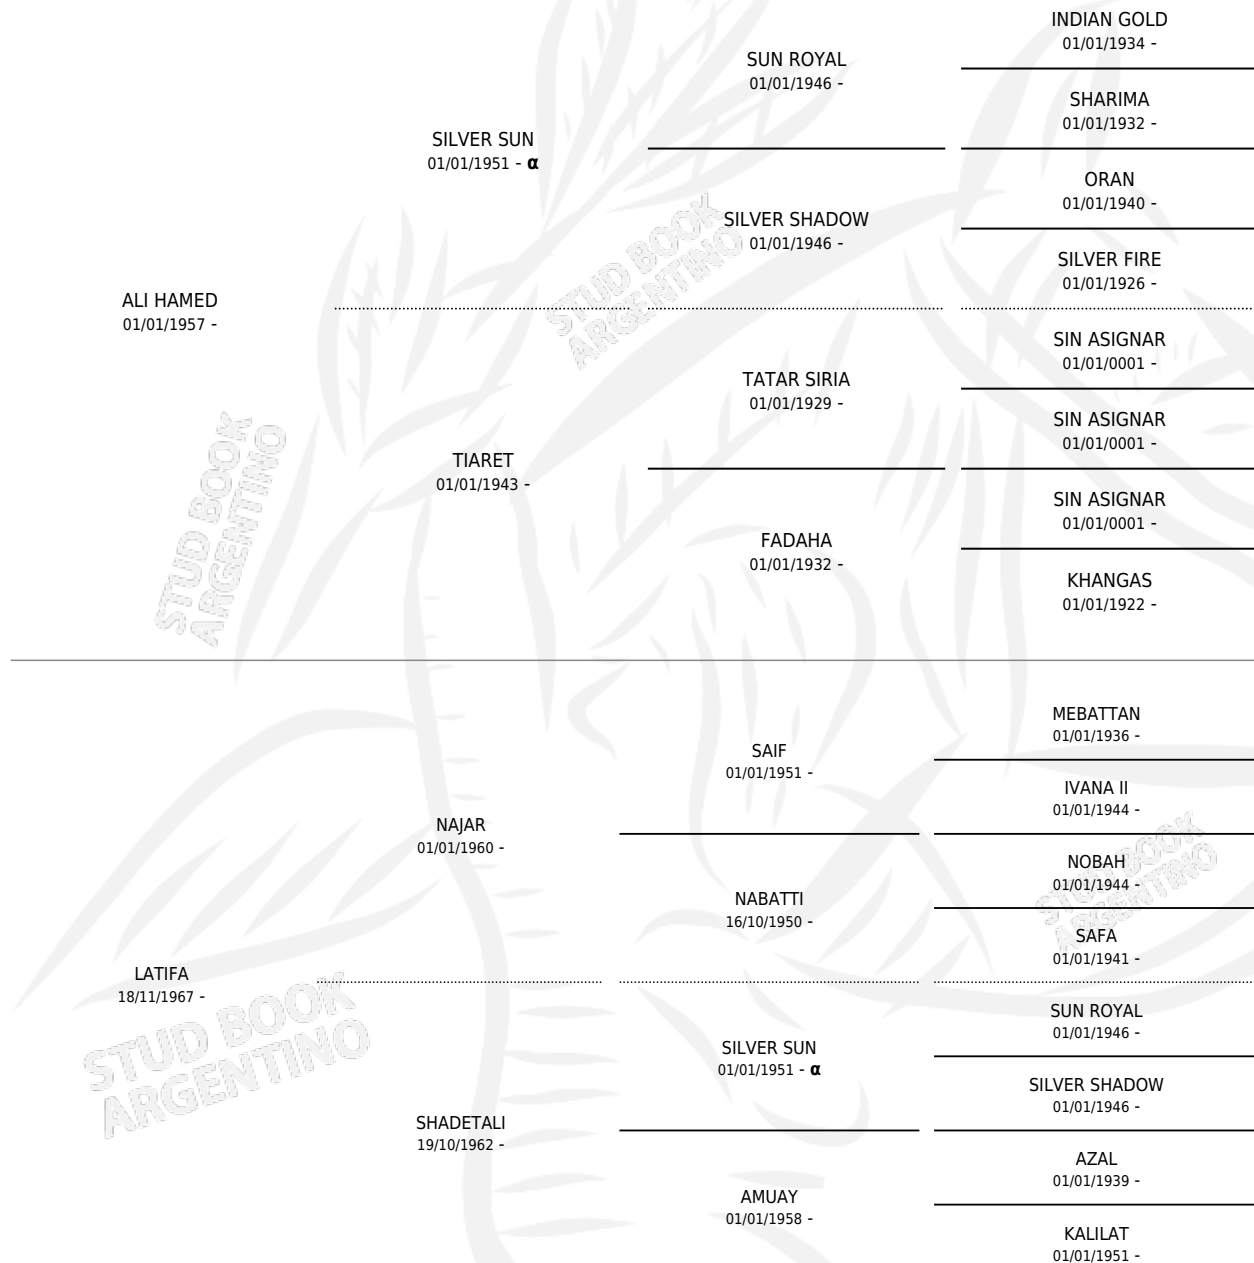 INDIAN GOLD
01/01/1934 -
SUN ROYAL
01/01/1946 -
SHARIMA
01/01/1932 -
SILVER SUN
01/01/1951 - α
ORAN
01/01/1940 -
SILVER SHADOW
01/01/1946 -
SILVER FIRE
01/01/1926 -
ALI HAMED
01/01/1957 -
STUD BOOK
ARGENTINO
SIN ASIGNAR
01/01/0001 -
TATAR SIRIA
01/01/1929 -
SIN ASIGNAR
01/01/0001 -
TIARET
01/01/1943 -
SIN ASIGNAR
01/01/0001 -
FADAHA
01/01/1932 -
KHANGAS
01/01/1922 -
STUD BOOK
ARGENTINO
MEBATTAN
01/01/1936 -
SAIF
01/01/1951 -
IVANA II
01/01/1944 -
NAJAR
01/01/1960 -
NOBAH
01/01/1944 -
STUD BOOK
ARGENTINO
NABATTI
16/10/1950 -
SAFA
01/01/1941 -
LATIFA
18/11/1967 -
STUD BOOK
ARGENTINO
SUN ROYAL
01/01/1946 -
SILVER SUN
01/01/1951 - α
SILVER SHADOW
01/01/1946 -
SHADETALI
19/10/1962 -
AZAL
01/01/1939 -
AMUAY
01/01/1958 -
KALILAT
01/01/1951 -